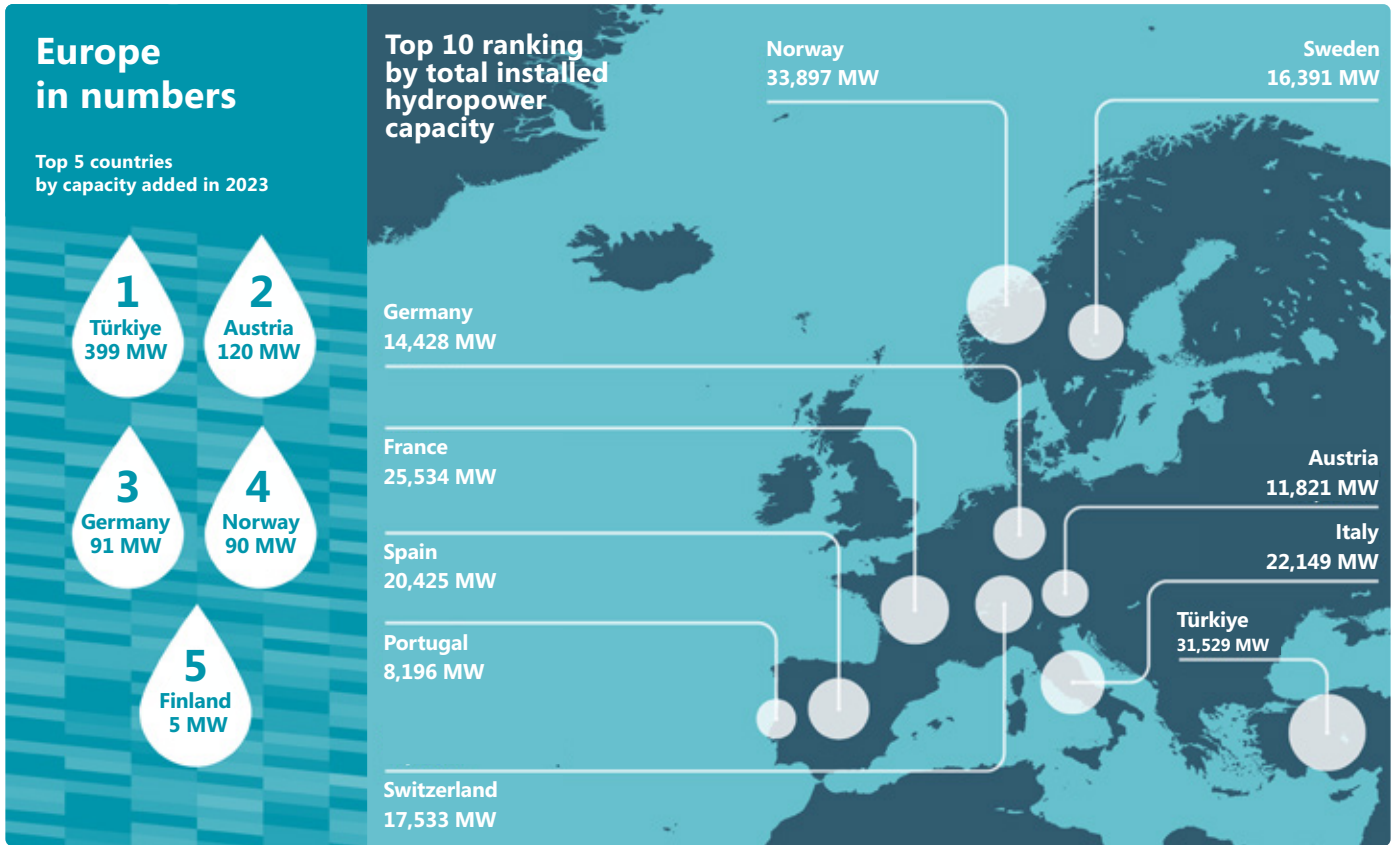 Europe
in numbers
Top 5 countries
by capacity added in 2023
1
Türkiye
399 MW
2
Austria
120 MW
3
Germany
91 MW
4
Norway
90 MW
5
Finland
5 MW
Top 10 ranking
by total installed
hydropower
capacity
Norway
33,897 MW
Sweden
16,391 MW
Germany
14,428 MW
France
25,534 MW
Spain
20,425 MW
Portugal
8,196 MW
Switzerland
17,533 MW
Austria
11,821 MW
Italy
22,149 MW
Türkiye
31,529 MW